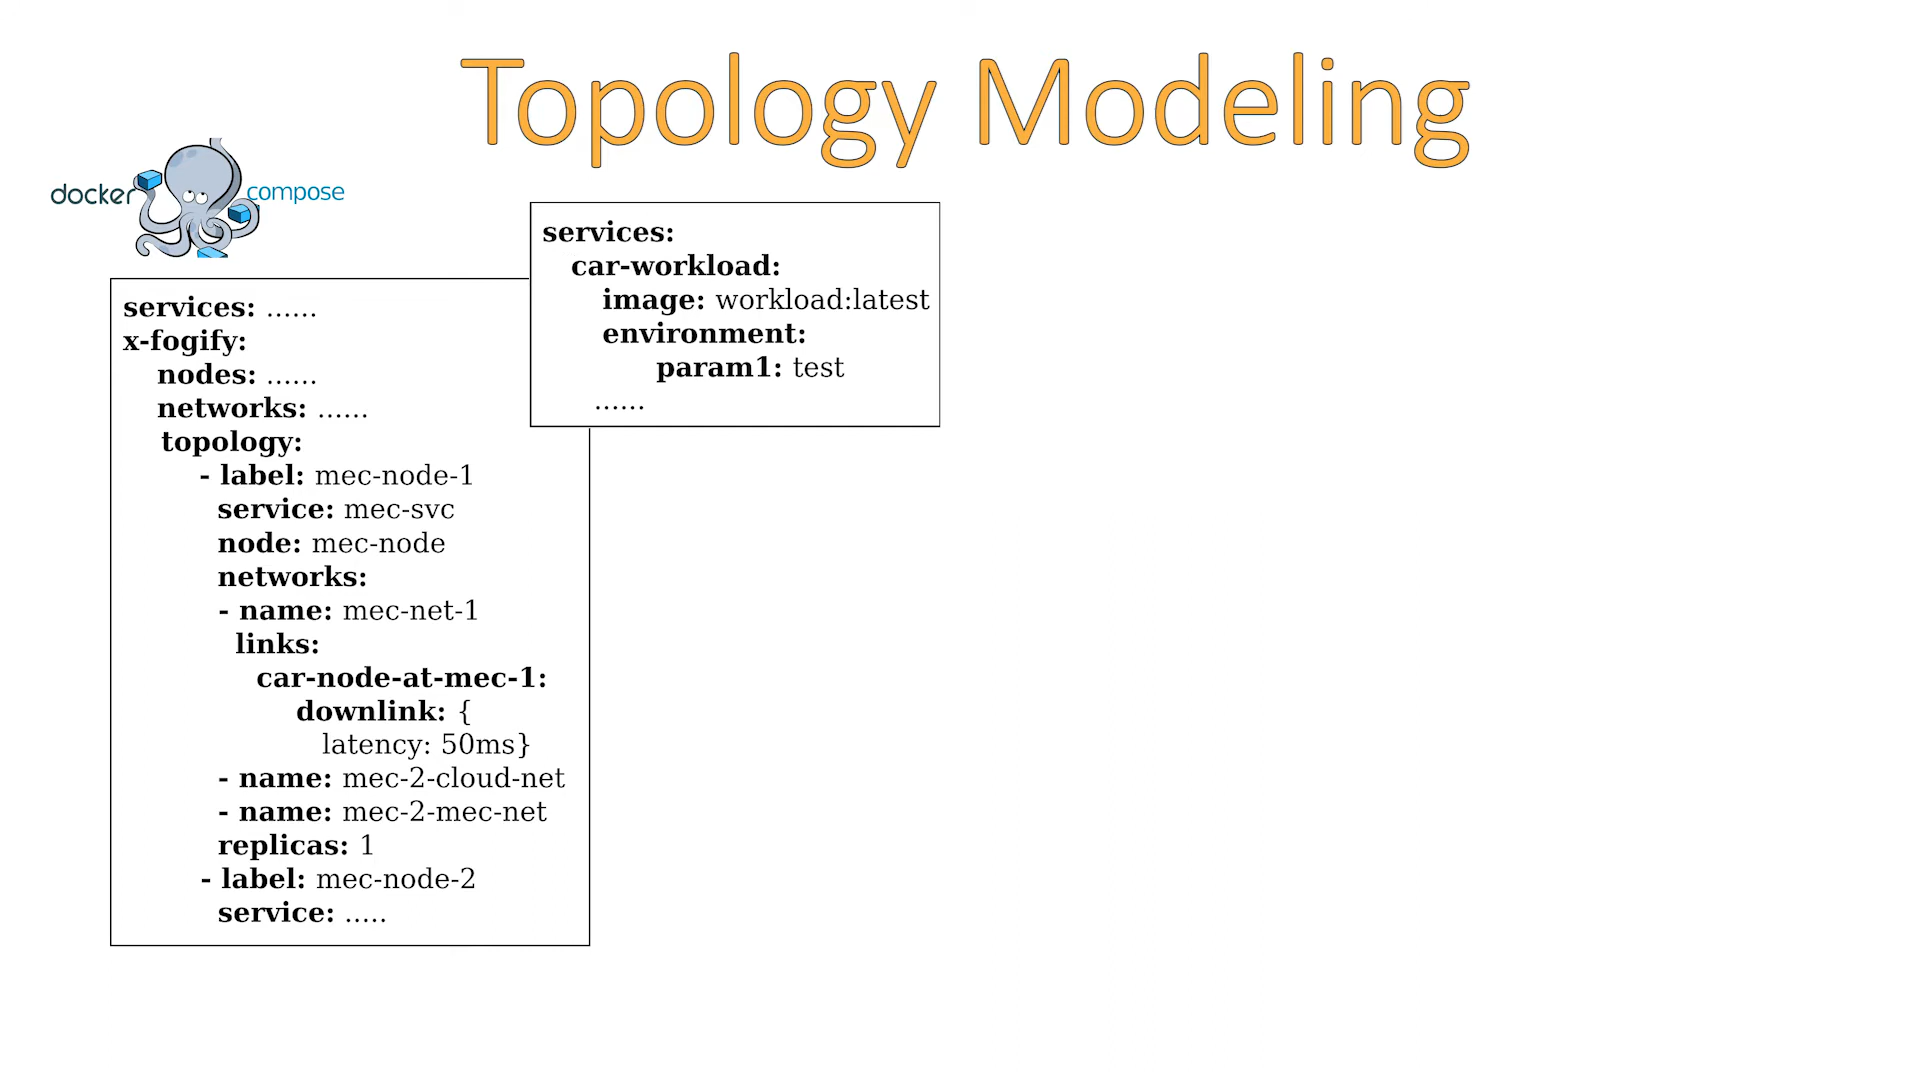 Topology Modeling
docker compose
services: ......
x-fogify:
nodes: ......
networks: ......
topology:
- label: mec-node-1
service: mec-svc
node: mec-node
networks:
- name: mec-net-1
links:
car-node-at-mec-1:
downlink: {
latency: 50ms}
- name: mec-2-cloud-net
- name: mec-2-mec-net
replicas: 1
- label: mec-node-2
service: .....
services:
car-workload:
image: workload:latest
environment:
param1: test
......